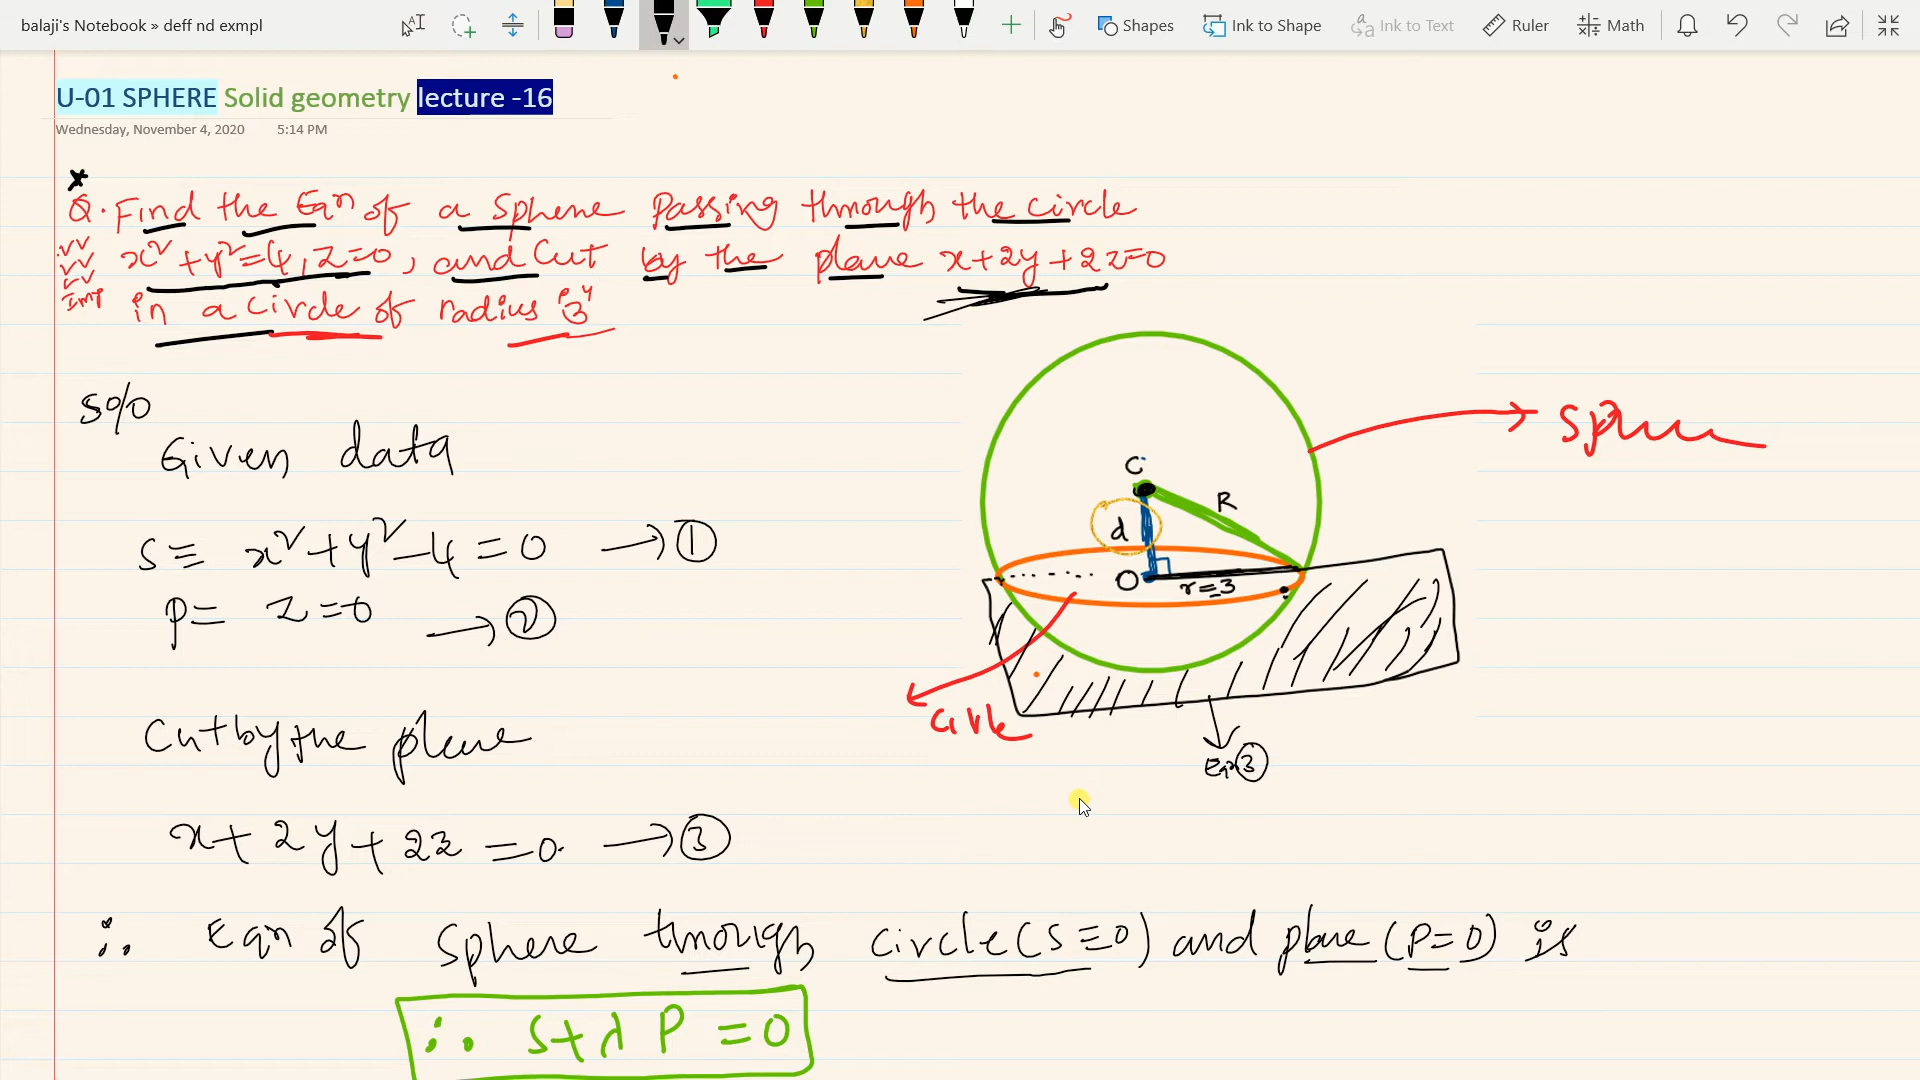 balaji's Notebook » deff nd exmpl
Shapes
Ink to Shape
Ink to Text
Ruler
Math
U-01 SPHERE Solid geometry lecture -16
Wednesday, November 4, 2020 5:14 PM
Q. Find the Eqn of a Sphere Passing through the circle
x²+y²=4, z=0, and Cut by the plane x+2y+2z=0
Imp in a circle of radius '3'
Given data
S≡ x²+y²-4=0 → ①
P= z=0 → ②
Cut by the plane
x+2y+2z=0. → ③
∴ Eqn of Sphere through circle (S≡0) and plane (P=0) is
∴ S+λP=0
C
R
d
O
r=3
Sphere
circle
Eqn ③